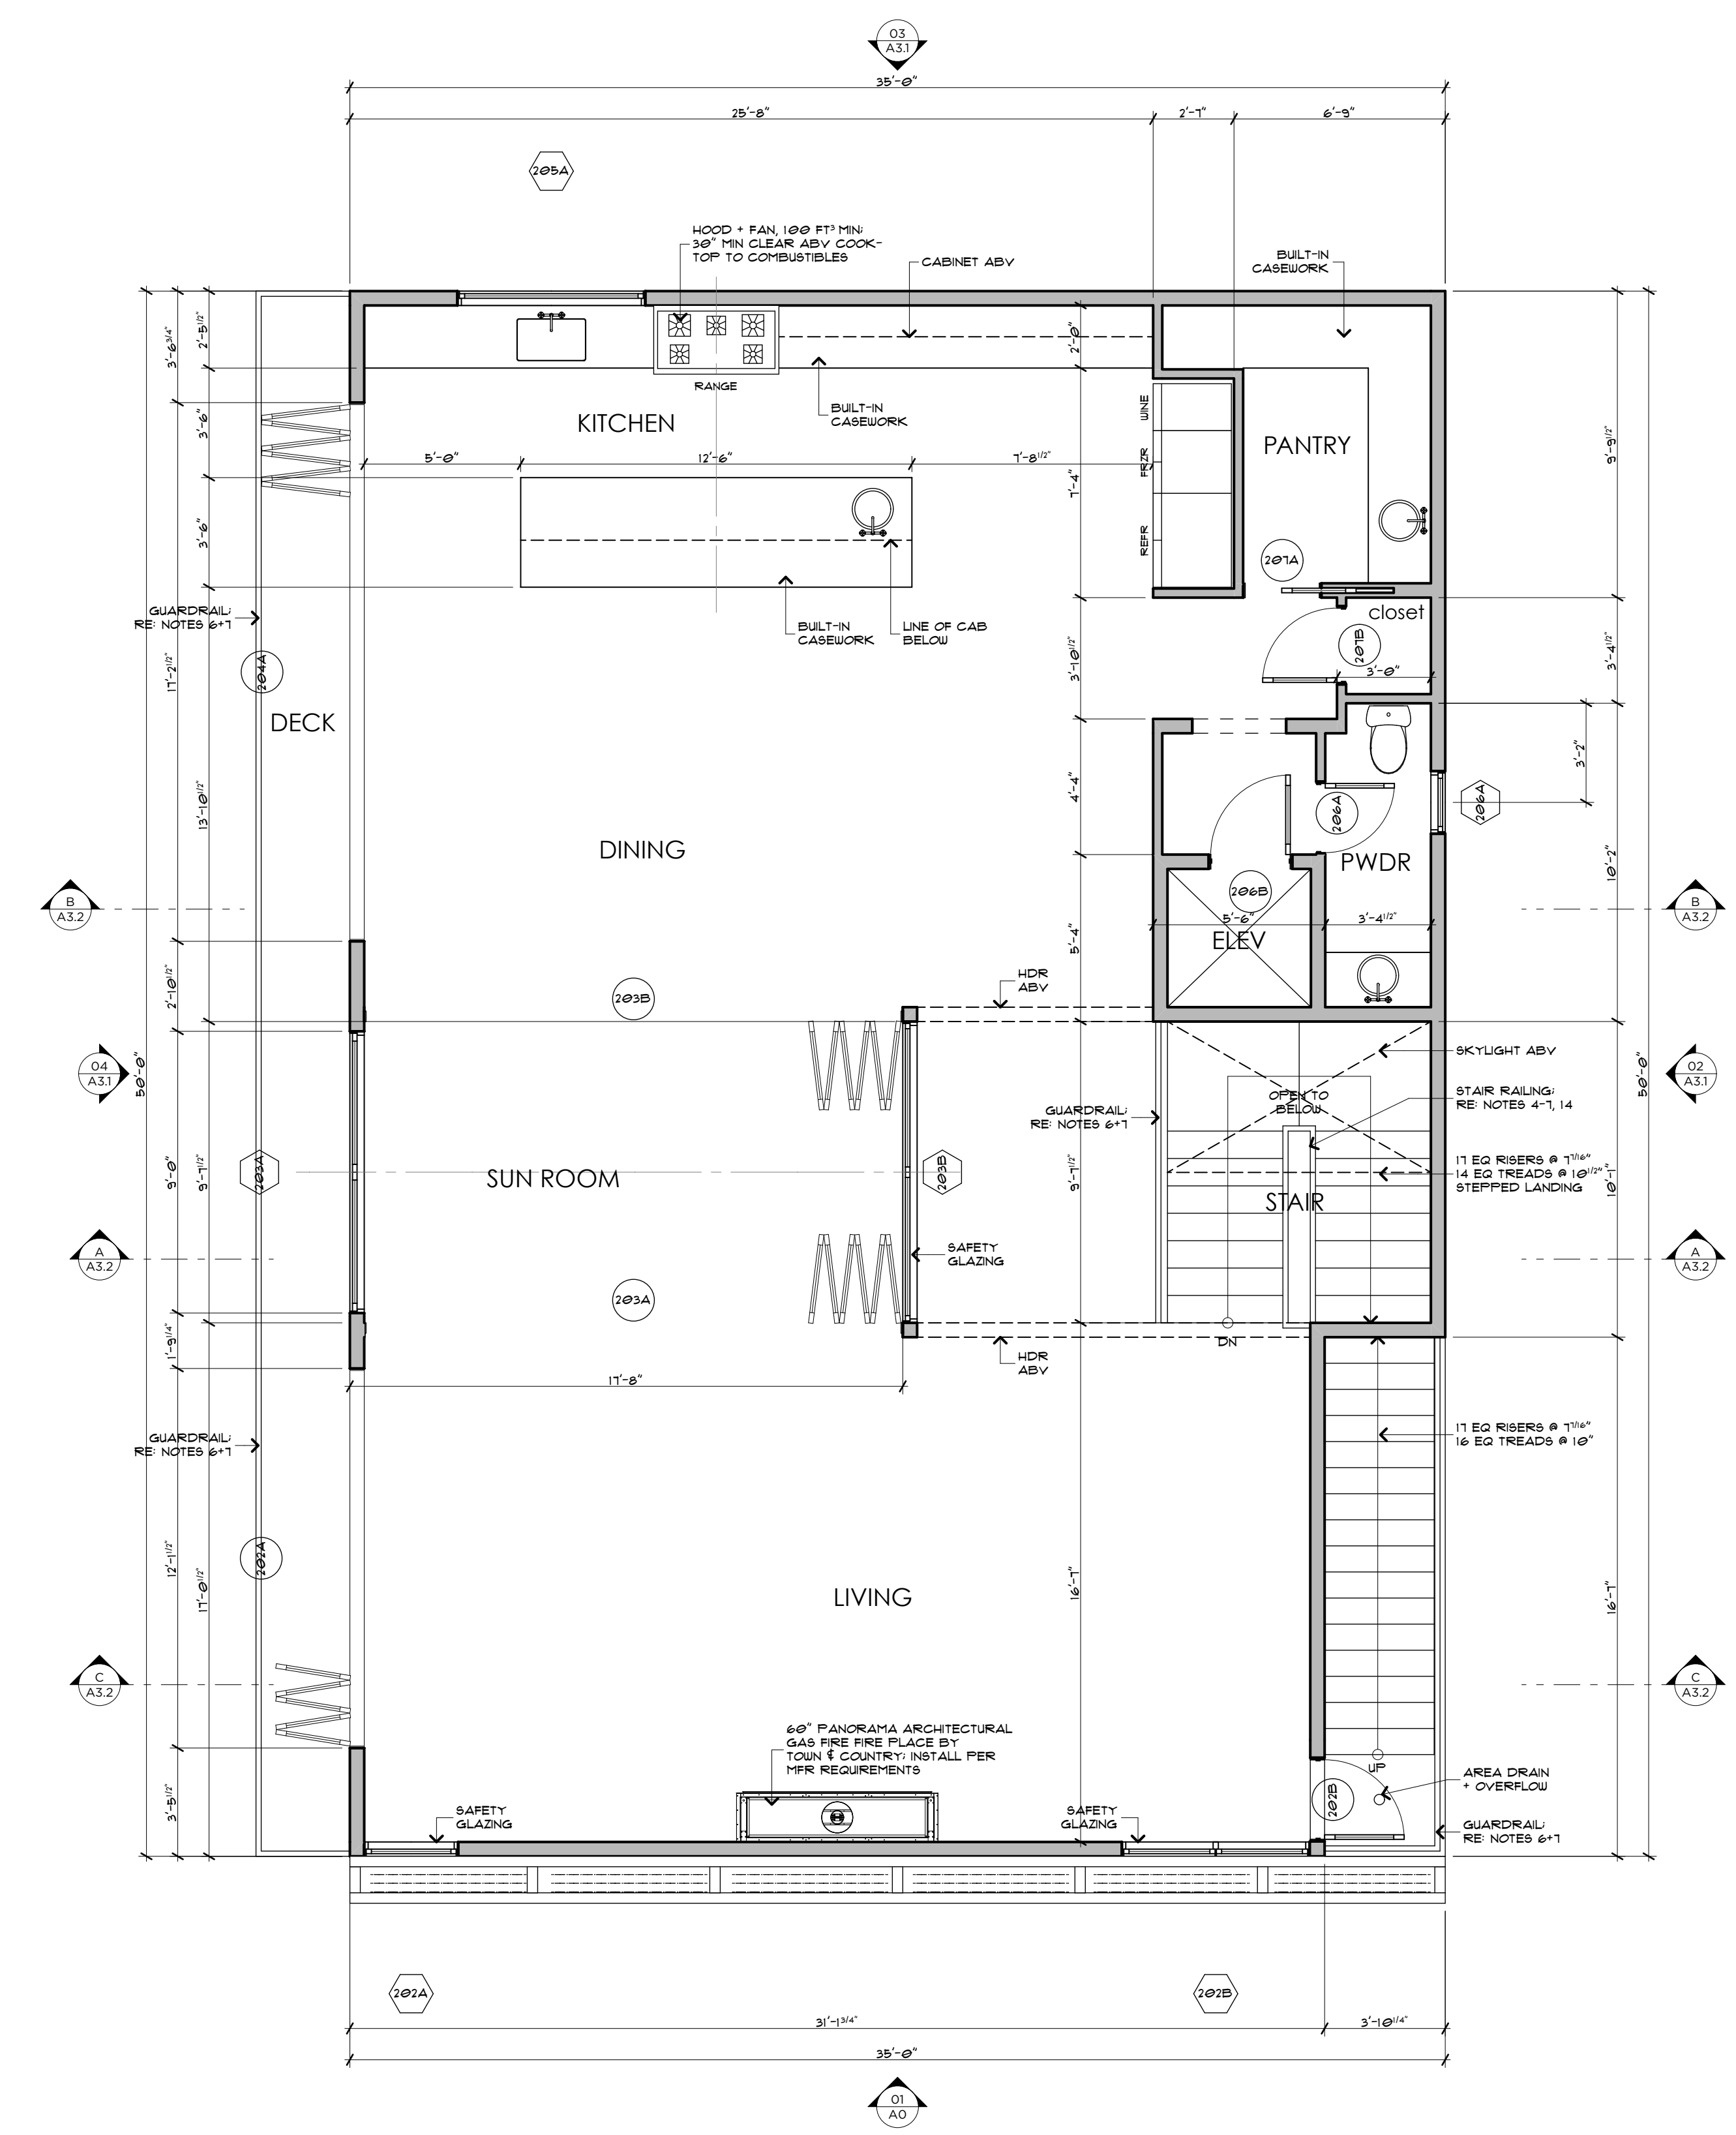 03
A3.1
35'-0"
25'-8"
2'-7"
6'-9"
205A
HOOD + FAN, 100 FT³ MIN;
30" MIN CLEAR ABV COOK-
TOP TO COMBUSTIBLES
CABINET ABV
BUILT-IN
CASEWORK
3'-6 3/4"
2'-5 1/2"
2'-0"
RANGE
BUILT-IN
CASEWORK
KITCHEN
WINE
PANTRY
3'-6"
5'-0"
12'-6"
7'-8 1/2"
FRZR
7'-4"
9'-9 1/2"
3'-6"
REFR
207A
GUARDRAIL;
RE: NOTES 6+7
BUILT-IN
CASEWORK
LINE OF CAB
BELOW
closet
207B
3'-0"
204A
17'-2 1/2"
3'-10 1/2"
3'-4 1/2"
DECK
3'-2"
13'-10 1/2"
4'-4"
206A
206A
DINING
PWDR
10'-2"
206B
B
A3.2
B
A3.2
5'-6"
3'-4 1/2"
ELEV
5'-4"
2'-10 1/2"
HDR
ABV
203B
SKYLIGHT ABV
04
A3.1
50'-0"
02
A3.1
50'-0"
OPEN TO
BELOW
STAIR RAILING;
RE: NOTES 4-7, 14
GUARDRAIL;
RE: NOTES 6+7
9'-0"
9'-7 1/2"
203A
SUN ROOM
203B
9'-7 1/2"
17 EQ RISERS @ 7 7/16"
14 EQ TREADS @ 10 1/2"
STEPPED LANDING
10'-1"
STAIR
A
A3.2
SAFETY
GLAZING
A
A3.2
203A
DN
1'-9 1/4"
HDR
ABV
17'-8"
GUARDRAIL;
RE: NOTES 6+7
17 EQ RISERS @ 7 7/16"
16 EQ TREADS @ 10"
202A
12'-1 1/2"
17'-0 1/2"
LIVING
16'-7"
16'-7"
C
A3.2
C
A3.2
60" PANORAMA ARCHITECTURAL
GAS FIRE FIRE PLACE BY
TOWN & COUNTRY; INSTALL PER
MFR REQUIREMENTS
UP
AREA DRAIN
+ OVERFLOW
202B
3'-5 1/2"
SAFETY
GLAZING
SAFETY
GLAZING
GUARDRAIL;
RE: NOTES 6+7
202A
202B
31'-1 3/4"
3'-10 1/4"
35'-0"
01
A0